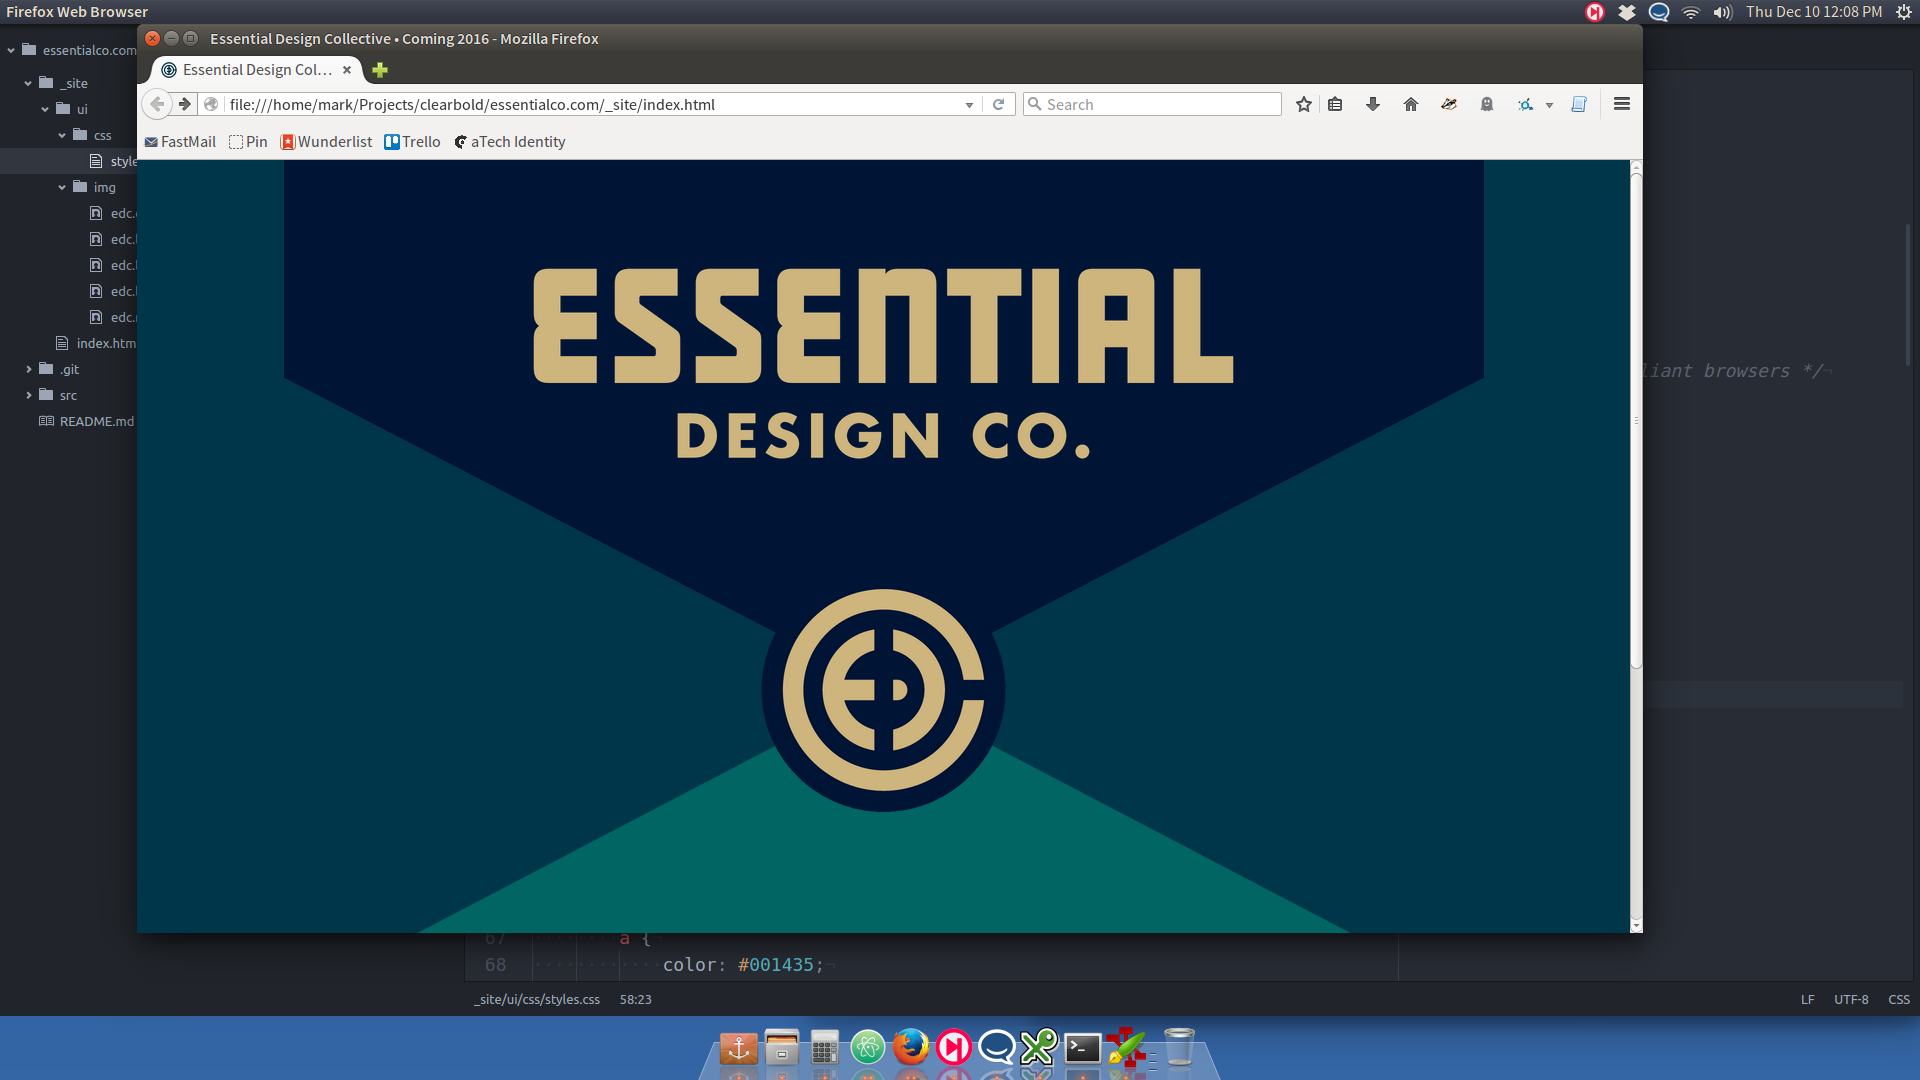 Firefox Web Browser
Thu Dec 10 12:08 PM
Essential Design Collective • Coming 2016 - Mozilla Firefox
Essential Design Col...
file:///home/mark/Projects/clearbold/essentialco.com/_site/index.html
Search
FastMail Pin Wunderlist Trello aTech Identity
essentialco.com
_site
ui
css
style
img
edc.
edc.
edc.
edc.
edc.
index.htm
.git
src
README.md
ESSENTIAL
DESIGN CO.
EDC
liant browsers */
67 a {
68 color: #001435;
_site/ui/css/styles.css 58:23
LF UTF-8 CSS